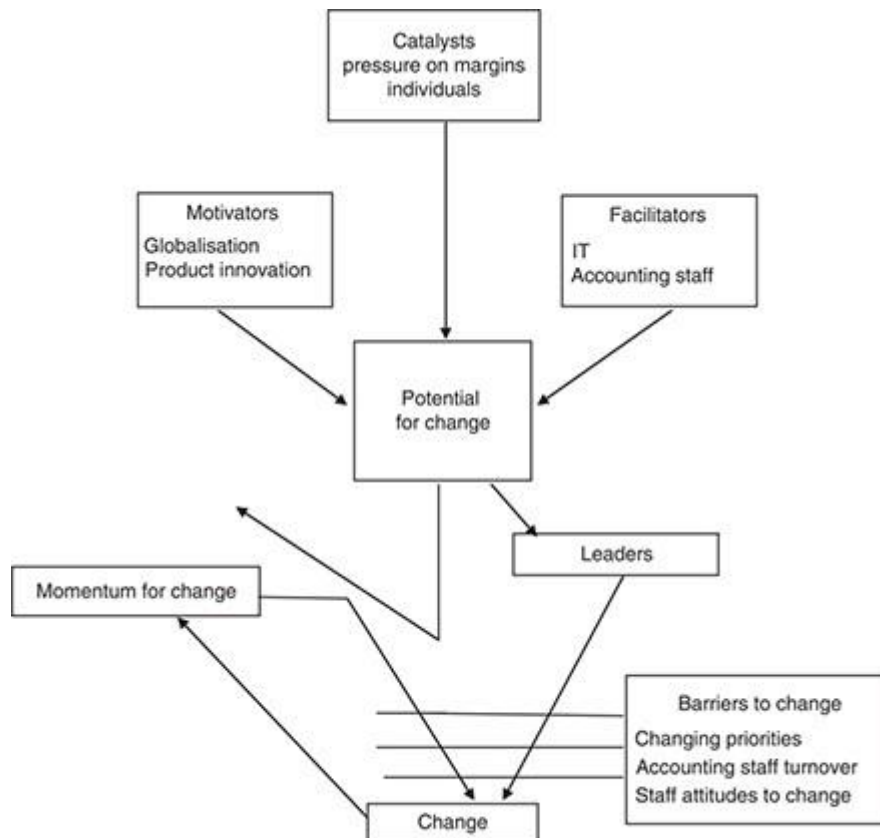 Catalysts
pressure on margins
individuals
Motivators
Globalisation
Product innovation
Facilitators
IT
Accounting staff
Potential
for change
Leaders
Momentum for change
Barriers to change
Changing priorities
Accounting staff turnover
Staff attitudes to change
Change